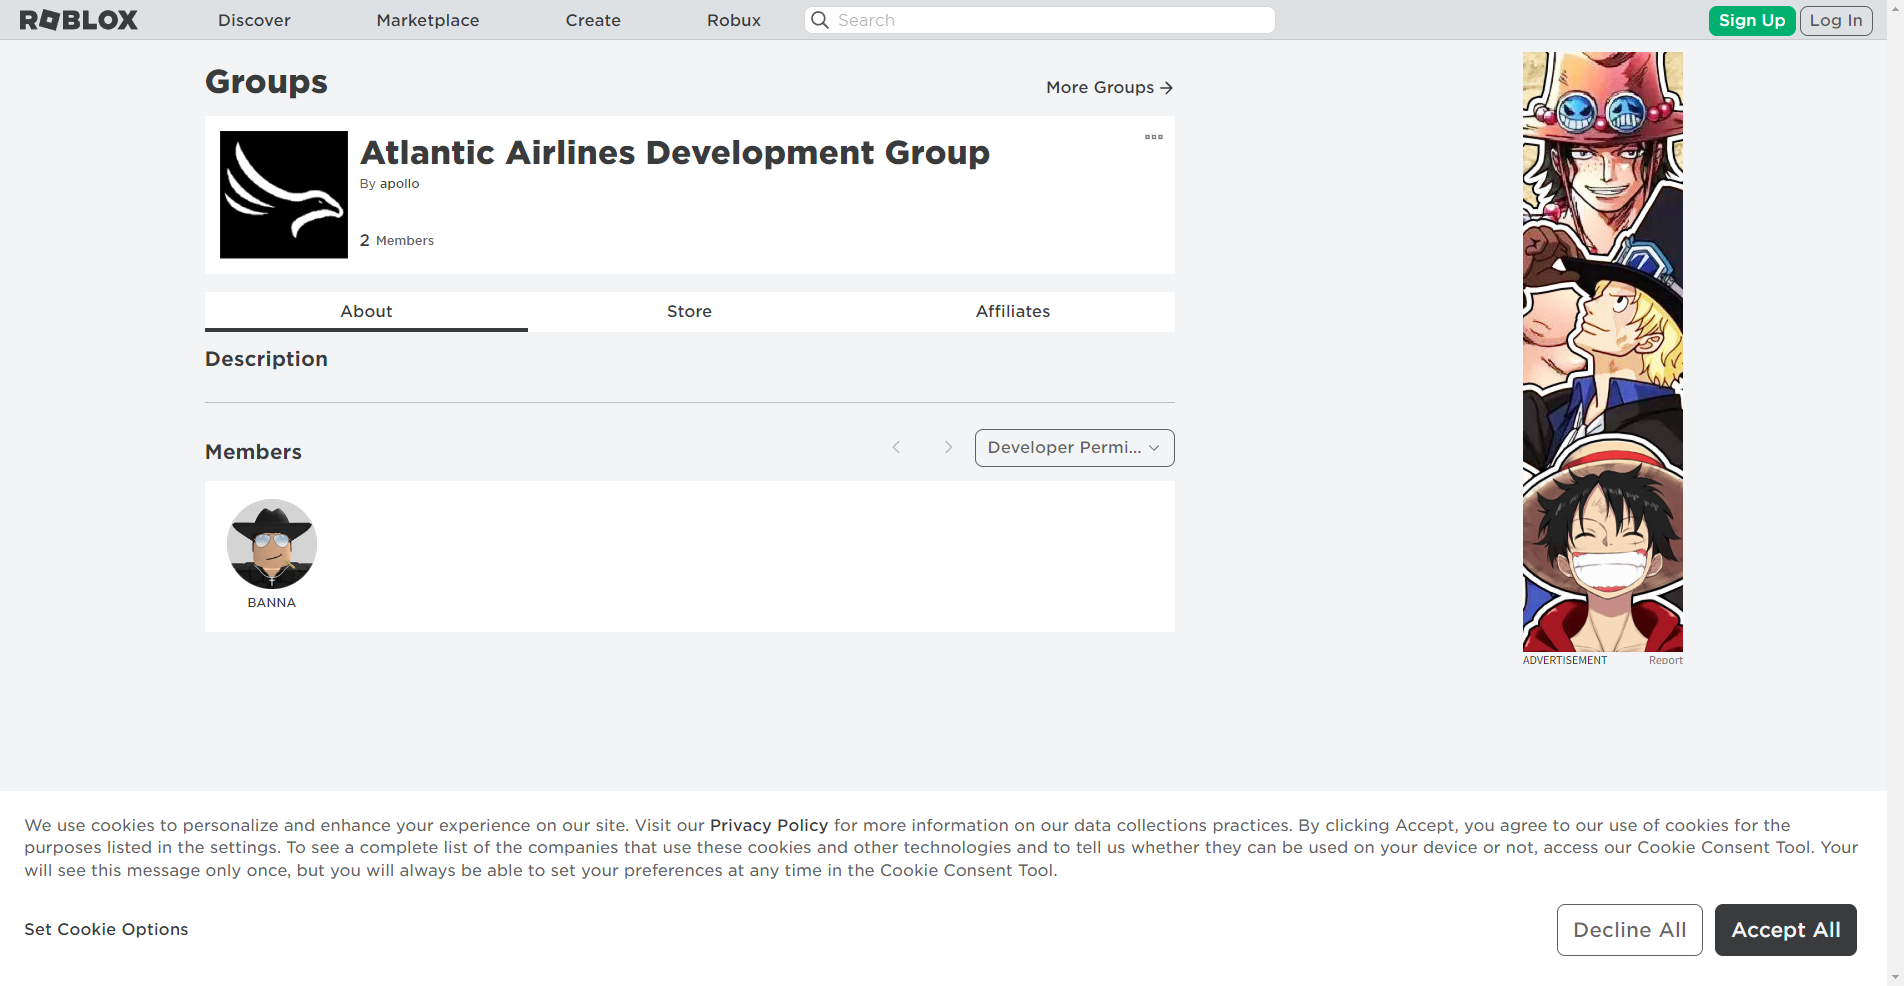 ROBLOX
Discover
Marketplace
Create
Robux
Search
Sign Up
Log In
Groups
More Groups
Atlantic Airlines Development Group
By apollo
2 Members
About
Store
Affiliates
Description
Members
Developer Permi...
BANNA
ADVERTISEMENT
Report
We use cookies to personalize and enhance your experience on our site. Visit our Privacy Policy for more information on our data collections practices. By clicking Accept, you agree to our use of cookies for the
purposes listed in the settings. To see a complete list of the companies that use these cookies and other technologies and to tell us whether they can be used on your device or not, access our Cookie Consent Tool. Your
will see this message only once, but you will always be able to set your preferences at any time in the Cookie Consent Tool.
Set Cookie Options
Decline All
Accept All